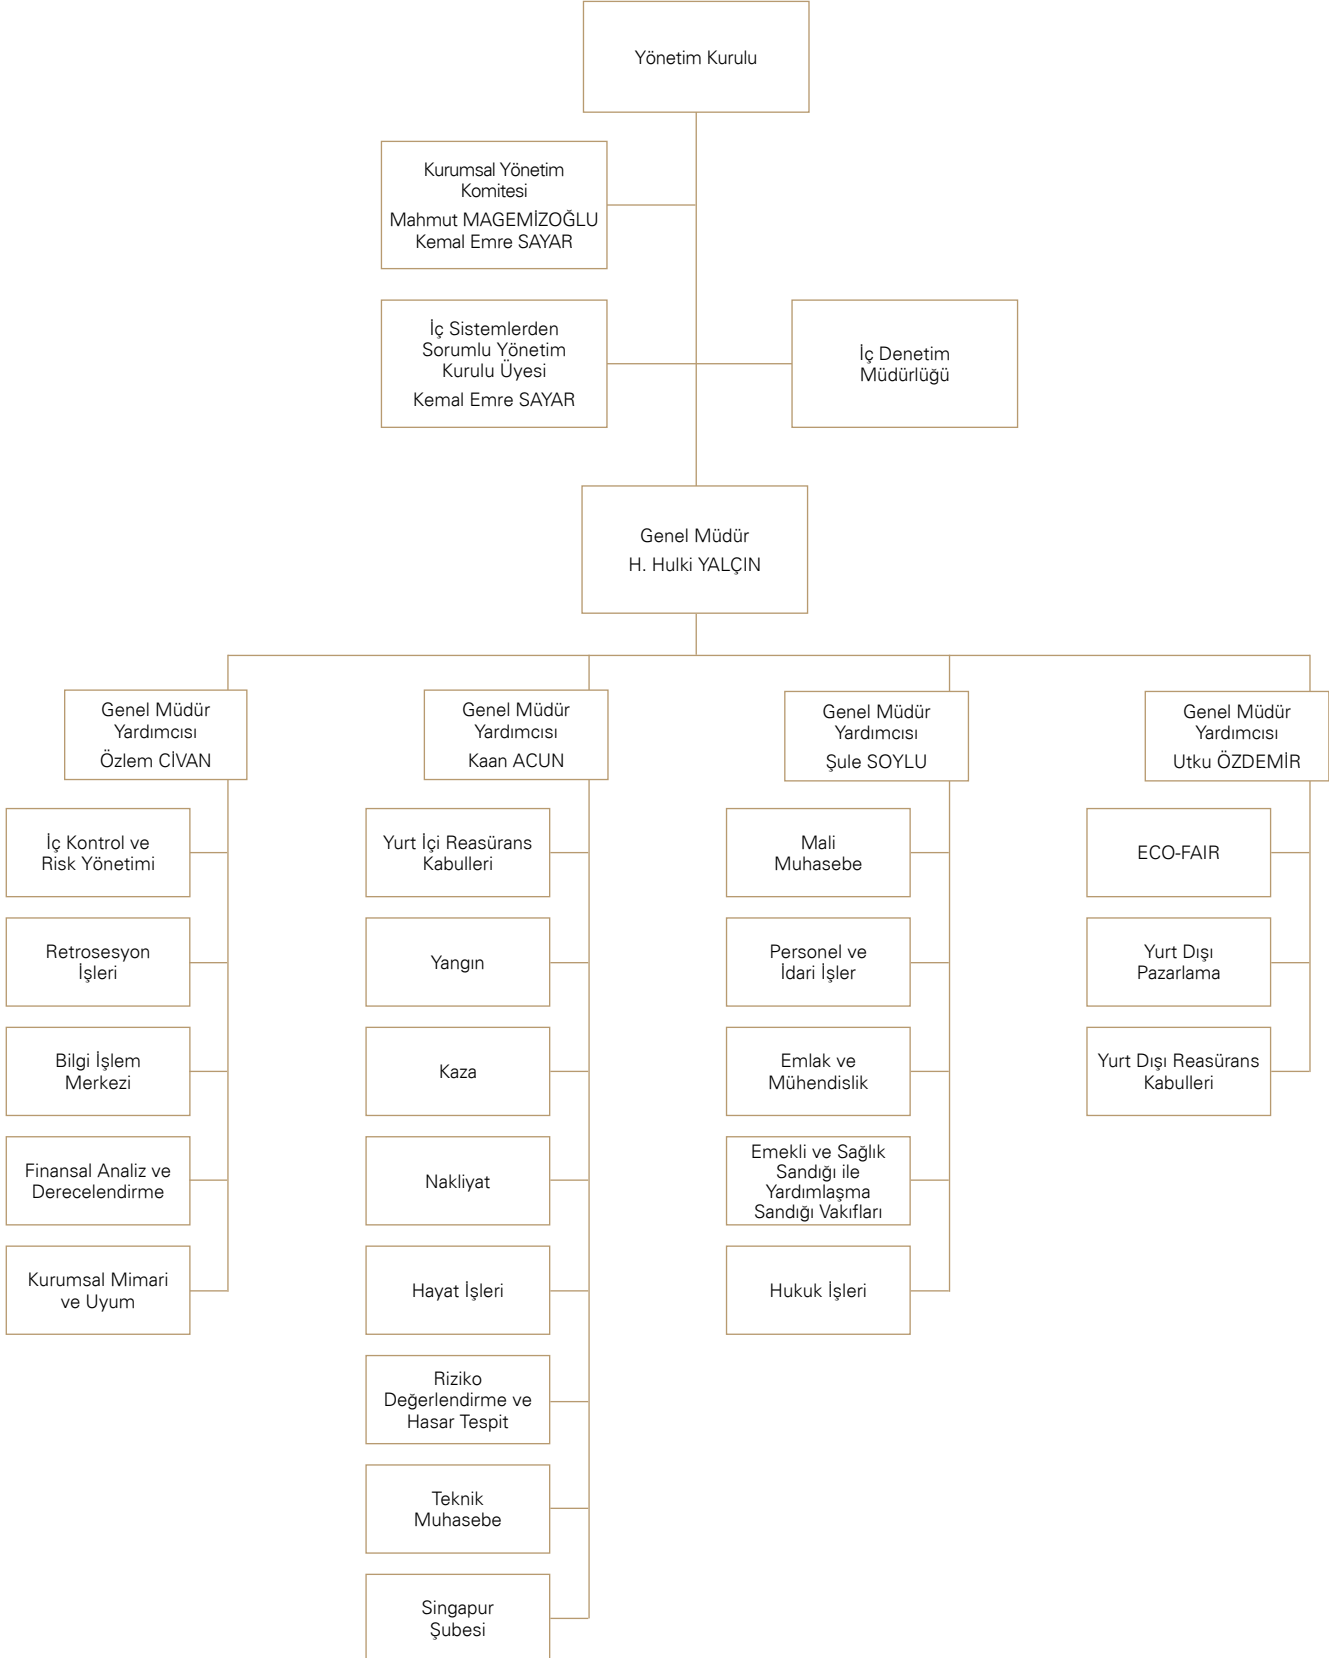 Yönetim Kurulu
Kurumsal Yönetim
Komitesi
Mahmut MAGEMİZOĞLU
Kemal Emre SAYAR
İç Sistemlerden
Sorumlu Yönetim
Kurulu Üyesi
Kemal Emre SAYAR
İç Denetim
Müdürlüğü
Genel Müdür
H. Hulki YALÇIN
Genel Müdür
Yardımcısı
Özlem CİVAN
İç Kontrol ve
Risk Yönetimi
Retrosesyon
İşleri
Bilgi İşlem
Merkezi
Finansal Analiz ve
Derecelendirme
Kurumsal Mimari
ve Uyum
Genel Müdür
Yardımcısı
Kaan ACUN
Yurt İçi Reasürans
Kabulleri
Yangın
Kaza
Nakliyat
Hayat İşleri
Riziko
Değerlendirme ve
Hasar Tespit
Teknik
Muhasebe
Singapur
Şubesi
Genel Müdür
Yardımcısı
Şule SOYLU
Mali
Muhasebe
Personel ve
İdari İşler
Emlak ve
Mühendislik
Emekli ve Sağlık
Sandığı ile
Yardımlaşma
Sandığı Vakıfları
Hukuk İşleri
Genel Müdür
Yardımcısı
Utku ÖZDEMİR
ECO-FAIR
Yurt Dışı
Pazarlama
Yurt Dışı Reasürans
Kabulleri